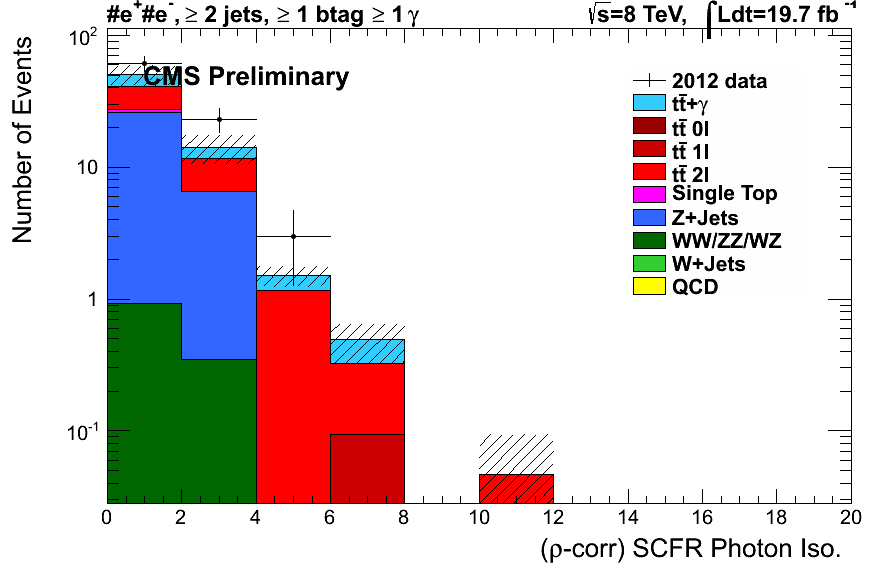 #e⁺#e⁻, ≥ 2 jets, ≥ 1 btag ≥ 1 γ
√s=8 TeV, ∫Ldt=19.7 fb⁻¹
CMS Preliminary
2012 data
tt̄+γ
tt̄ 0l
tt̄ 1l
tt̄ 2l
Single Top
Z+Jets
WW/ZZ/WZ
W+Jets
QCD
Number of Events
10²
10
1
10⁻¹
0 2 4 6 8 10 12 14 16 18 20
(ρ-corr) SCFR Photon Iso.